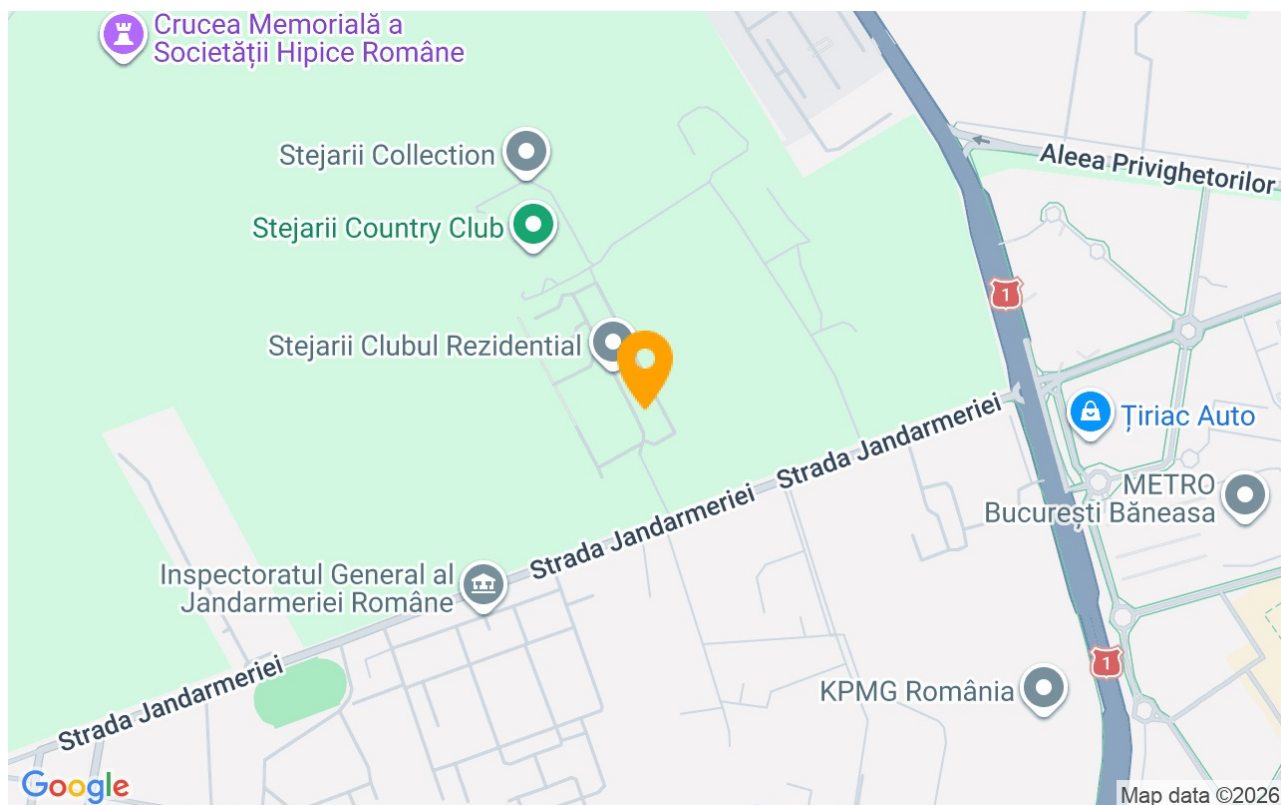 Crucea Memorială a
Societății Hipice Române
Stejarii Collection
Aleea Privighetorilor
Stejarii Country Club
1
Stejarii Clubul Rezidential
Țiriac Auto
Strada Jandarmeriei
METRO
București Băneasa
Strada Jandarmeriei
Inspectoratul General al
Jandarmeriei Române
1
KPMG România
Strada Jandarmeriei
Google
Map data ©2026